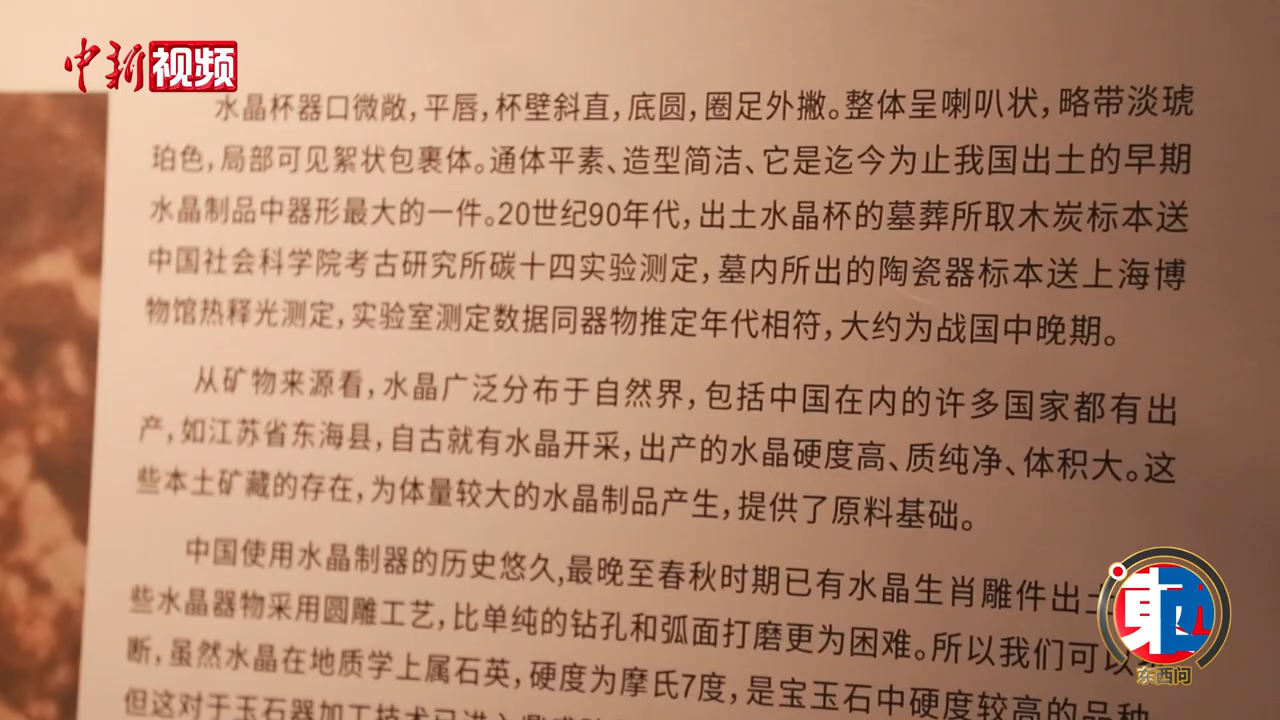 中新视频
水晶杯器口微敞，平唇，杯壁斜直，底圆，圈足外撇。整体呈喇叭状，略带淡琥
珀色，局部可见絮状包裹体。通体平素、造型简洁、它是迄今为止我国出土的早期
水晶制品中器形最大的一件。20世纪90年代，出土水晶杯的墓葬所取木炭标本送
中国社会科学院考古研究所碳十四实验测定，墓内所出的陶瓷器标本送上海博
物馆热释光测定，实验室测定数据同器物推定年代相符，大约为战国中晚期。
从矿物来源看，水晶广泛分布于自然界，包括中国在内的许多国家都有出
产，如江苏省东海县，自古就有水晶开采，出产的水晶硬度高、质纯净、体积大。这
些本土矿藏的存在，为体量较大的水晶制品产生，提供了原料基础。
中国使用水晶制器的历史悠久,最晚至春秋时期已有水晶生肖雕件出土
些水晶器物采用圆雕工艺，比单纯的钻孔和弧面打磨更为困难。所以我们可以
断，虽然水晶在地质学上属石英，硬度为摩氏7度，是宝玉石中硬度较高的品种
但这对于玉石器加工技术已进入
東
东西问